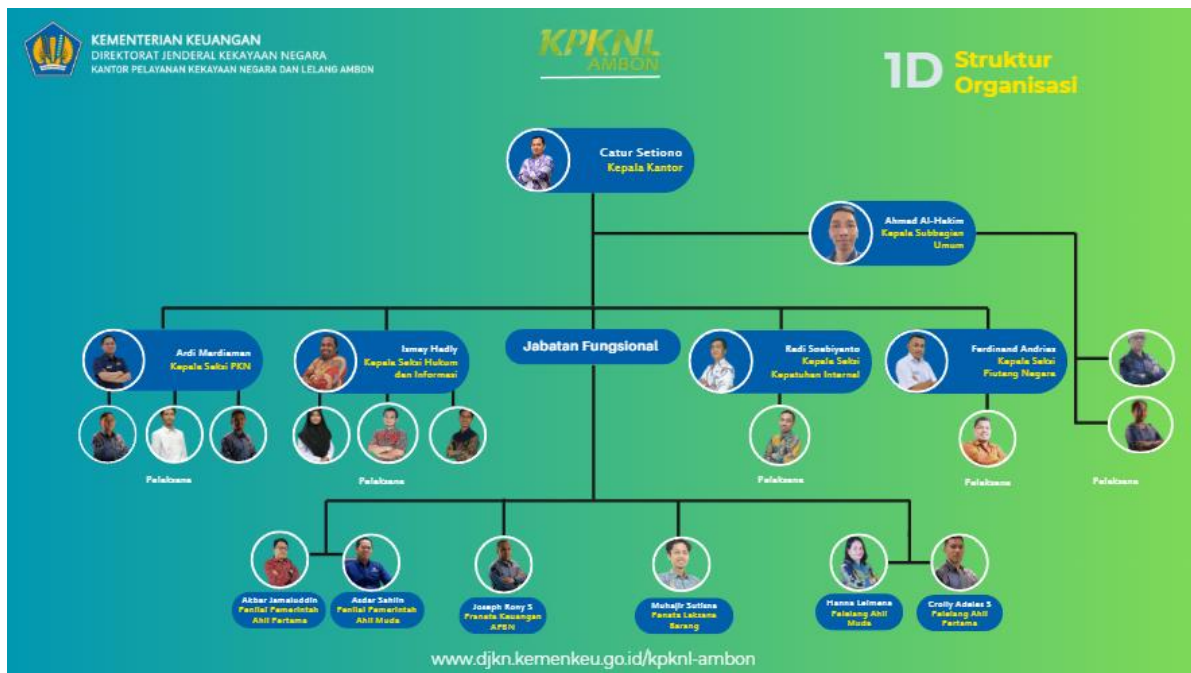 KEMENTERIAN KEUANGAN
DIREKTORAT JENDERAL KEKAYAAN NEGARA
KANTOR PELAYANAN KEKAYAAN NEGARA DAN LELANG AMBON
KPKNL
AMBON
1D Struktur
Organisasi
Catur Setiono
Kepala Kantor
Ahmad Al-Hakim
Kepala Subbagian
Umum
Ardi Mardiaman
Kepala Seksi PKN
Ismay Hadly
Kepala Seksi Hukum
dan Informasi
Jabatan Fungsional
Radi Soebiyanto
Kepala Seksi
Kepatuhan Internal
Ferdinand Andries
Kepala Seksi
Piutang Negara
Pelaksana
Pelaksana
Pelaksana
Pelaksana
Pelaksana
Akbar Jamaluddin
Penilai Pemerintah
Ahli Pertama
Asdar Sahlin
Penilai Pemerintah
Ahli Muda
Joseph Rony S
Pranata Keuangan
APBN
Muhajir Sutisna
Penata Laksana
Barang
Hanna Leimena
Pelelang Ahli
Muda
Adelas S
Pelelang Ahli
Pertama
www.djkn.kemenkeu.go.id/kpknl-ambon